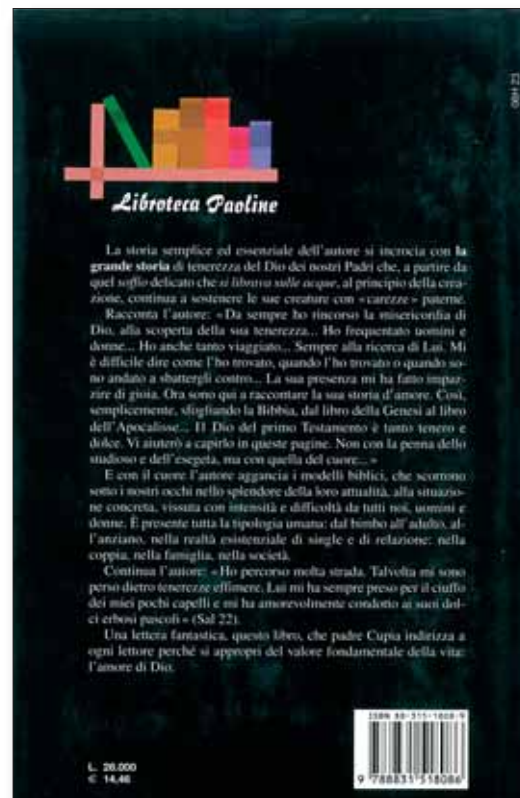 Libroteca Paoline
La storia semplice ed essenziale dell'autore si incrocia con la
grande storia di tenerezza del Dio dei nostri Padri che, a partire da
quel soffio delicato che si librava sulle acque, al principio della crea-
zione, continua a sostenere le sue creature con «carezze» paterne.
Racconta l'autore: «Da sempre ho rincorso la misericordia di
Dio, alla scoperta della sua tenerezza... Ho frequentato uomini e
donne... Ho anche tanto viaggiato... Sempre alla ricerca di Lui. Mi
è difficile dire come l'ho trovato, quando l'ho trovato o quando so-
no andato a sbattergli contro... La sua presenza mi ha fatto impaz-
zire di gioia. Ora sono qui a raccontare la sua storia d'amore. Così,
semplicemente, sfogliando la Bibbia, dal libro della Genesi al libro
dell'Apocalisse... Il Dio del primo Testamento è tanto tenero e
dolce. Vi aiuterò a capirlo in queste pagine. Non con la penna dello
studioso e dell'esegeta, ma con quella del cuore...»
E con il cuore l'autore aggancia i modelli biblici, che scorrono
sotto i nostri occhi nello splendore della loro attualità, alla situazio-
ne concreta, vissuta con intensità e difficoltà da tutti noi, uomini e
donne. È presente tutta la tipologia umana: dal bimbo all'adulto, al-
l'anziano, nella realtà esistenziale di single e di relazione: nella
coppia, nella famiglia, nella società.
Continua l'autore: «Ho percorso molta strada. Talvolta mi sono
perso dietro tenerezze effimere. Lui mi ha sempre preso per il ciuffo
dei miei pochi capelli e mi ha amorevolmente condotto ai suoi dol-
ci erbosi pascoli» (Sal 22).
Una lettera fantastica, questo libro, che padre Cupia indirizza a
ogni lettore perché si appropri del valore fondamentale della vita:
l'amore di Dio.
ISBN 88-315-1808-9
L. 28.000
€ 14,46
9 788831 518086